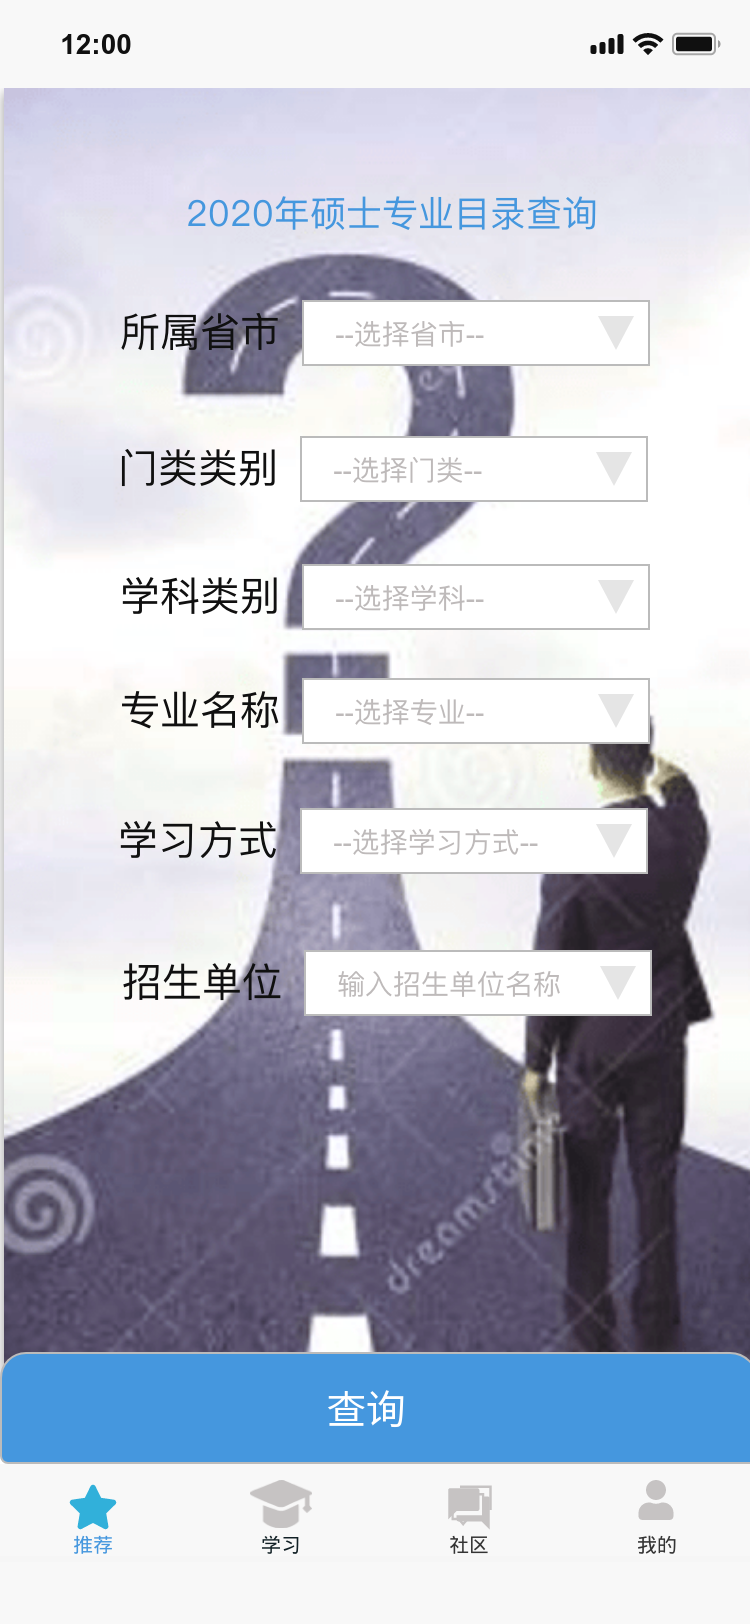 12:00
2020年硕士专业目录查询
所属省市 --选择省市--
门类类别 --选择门类--
学科类别 --选择学科--
专业名称 --选择专业--
学习方式 --选择学习方式--
招生单位 输入招生单位名称
dreamstime
查询
推荐 学习 社区 我的